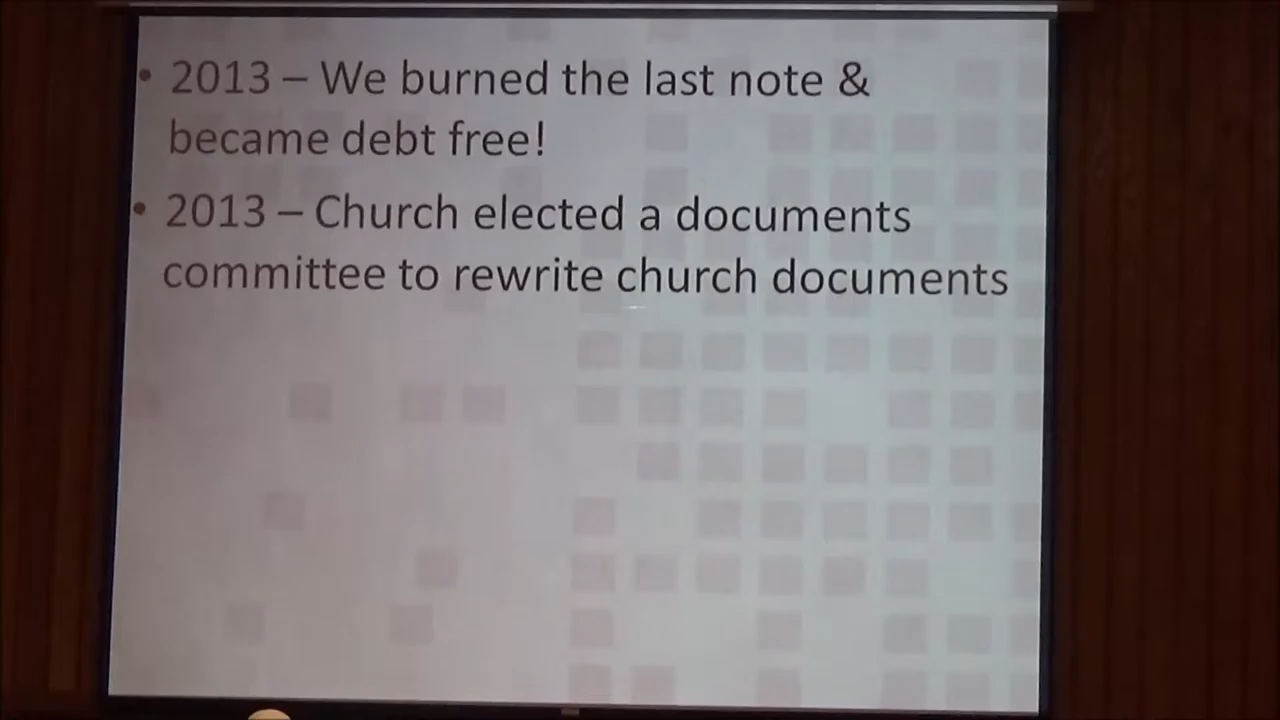 • 2013 – We burned the last note &
became debt free!
• 2013 – Church elected a documents
committee to rewrite church documents